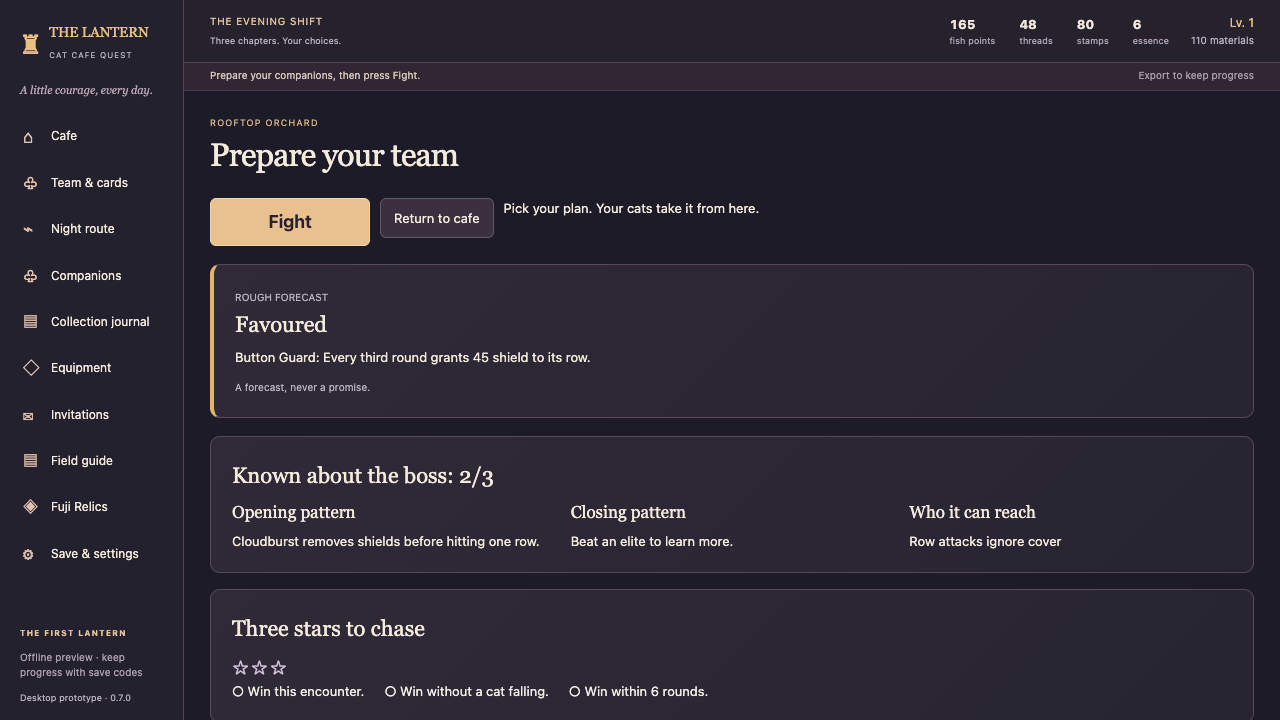 THE LANTERN
CAT CAFE QUEST
A little courage, every day.
Cafe
Team & cards
Night route
Companions
Collection journal
Equipment
Invitations
Field guide
Fuji Relics
Save & settings
THE FIRST LANTERN
Offline preview · keep
progress with save codes
Desktop prototype · 0.7.0
THE EVENING SHIFT
Three chapters. Your choices.
165
fish points
48
threads
80
stamps
6
essence
Lv. 1
110 materials
Prepare your companions, then press Fight.
Export to keep progress
ROOFTOP ORCHARD
Prepare your team
Fight
Return to cafe
Pick your plan. Your cats take it from here.
ROUGH FORECAST
Favoured
Button Guard: Every third round grants 45 shield to its row.
A forecast, never a promise.
Known about the boss: 2/3
Opening pattern
Cloudburst removes shields before hitting one row.
Closing pattern
Beat an elite to learn more.
Who it can reach
Row attacks ignore cover
Three stars to chase
☆☆☆
○ Win this encounter.
○ Win without a cat falling.
○ Win within 6 rounds.